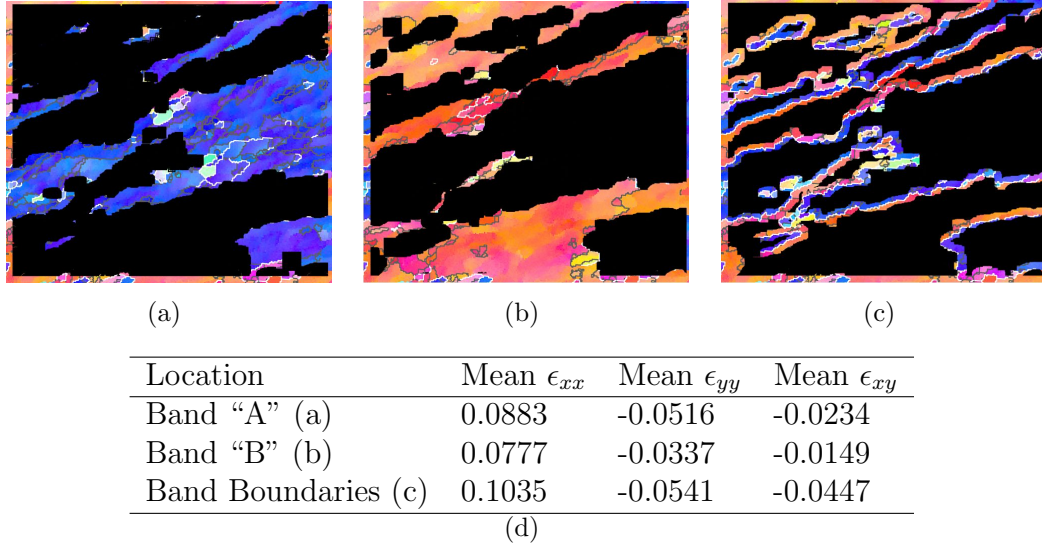 (a) (b) (c)
Location Mean ϵxx Mean ϵyy Mean ϵxy
Band “A” (a) 0.0883 -0.0516 -0.0234
Band “B” (b) 0.0777 -0.0337 -0.0149
Band Boundaries (c) 0.1035 -0.0541 -0.0447
(d)